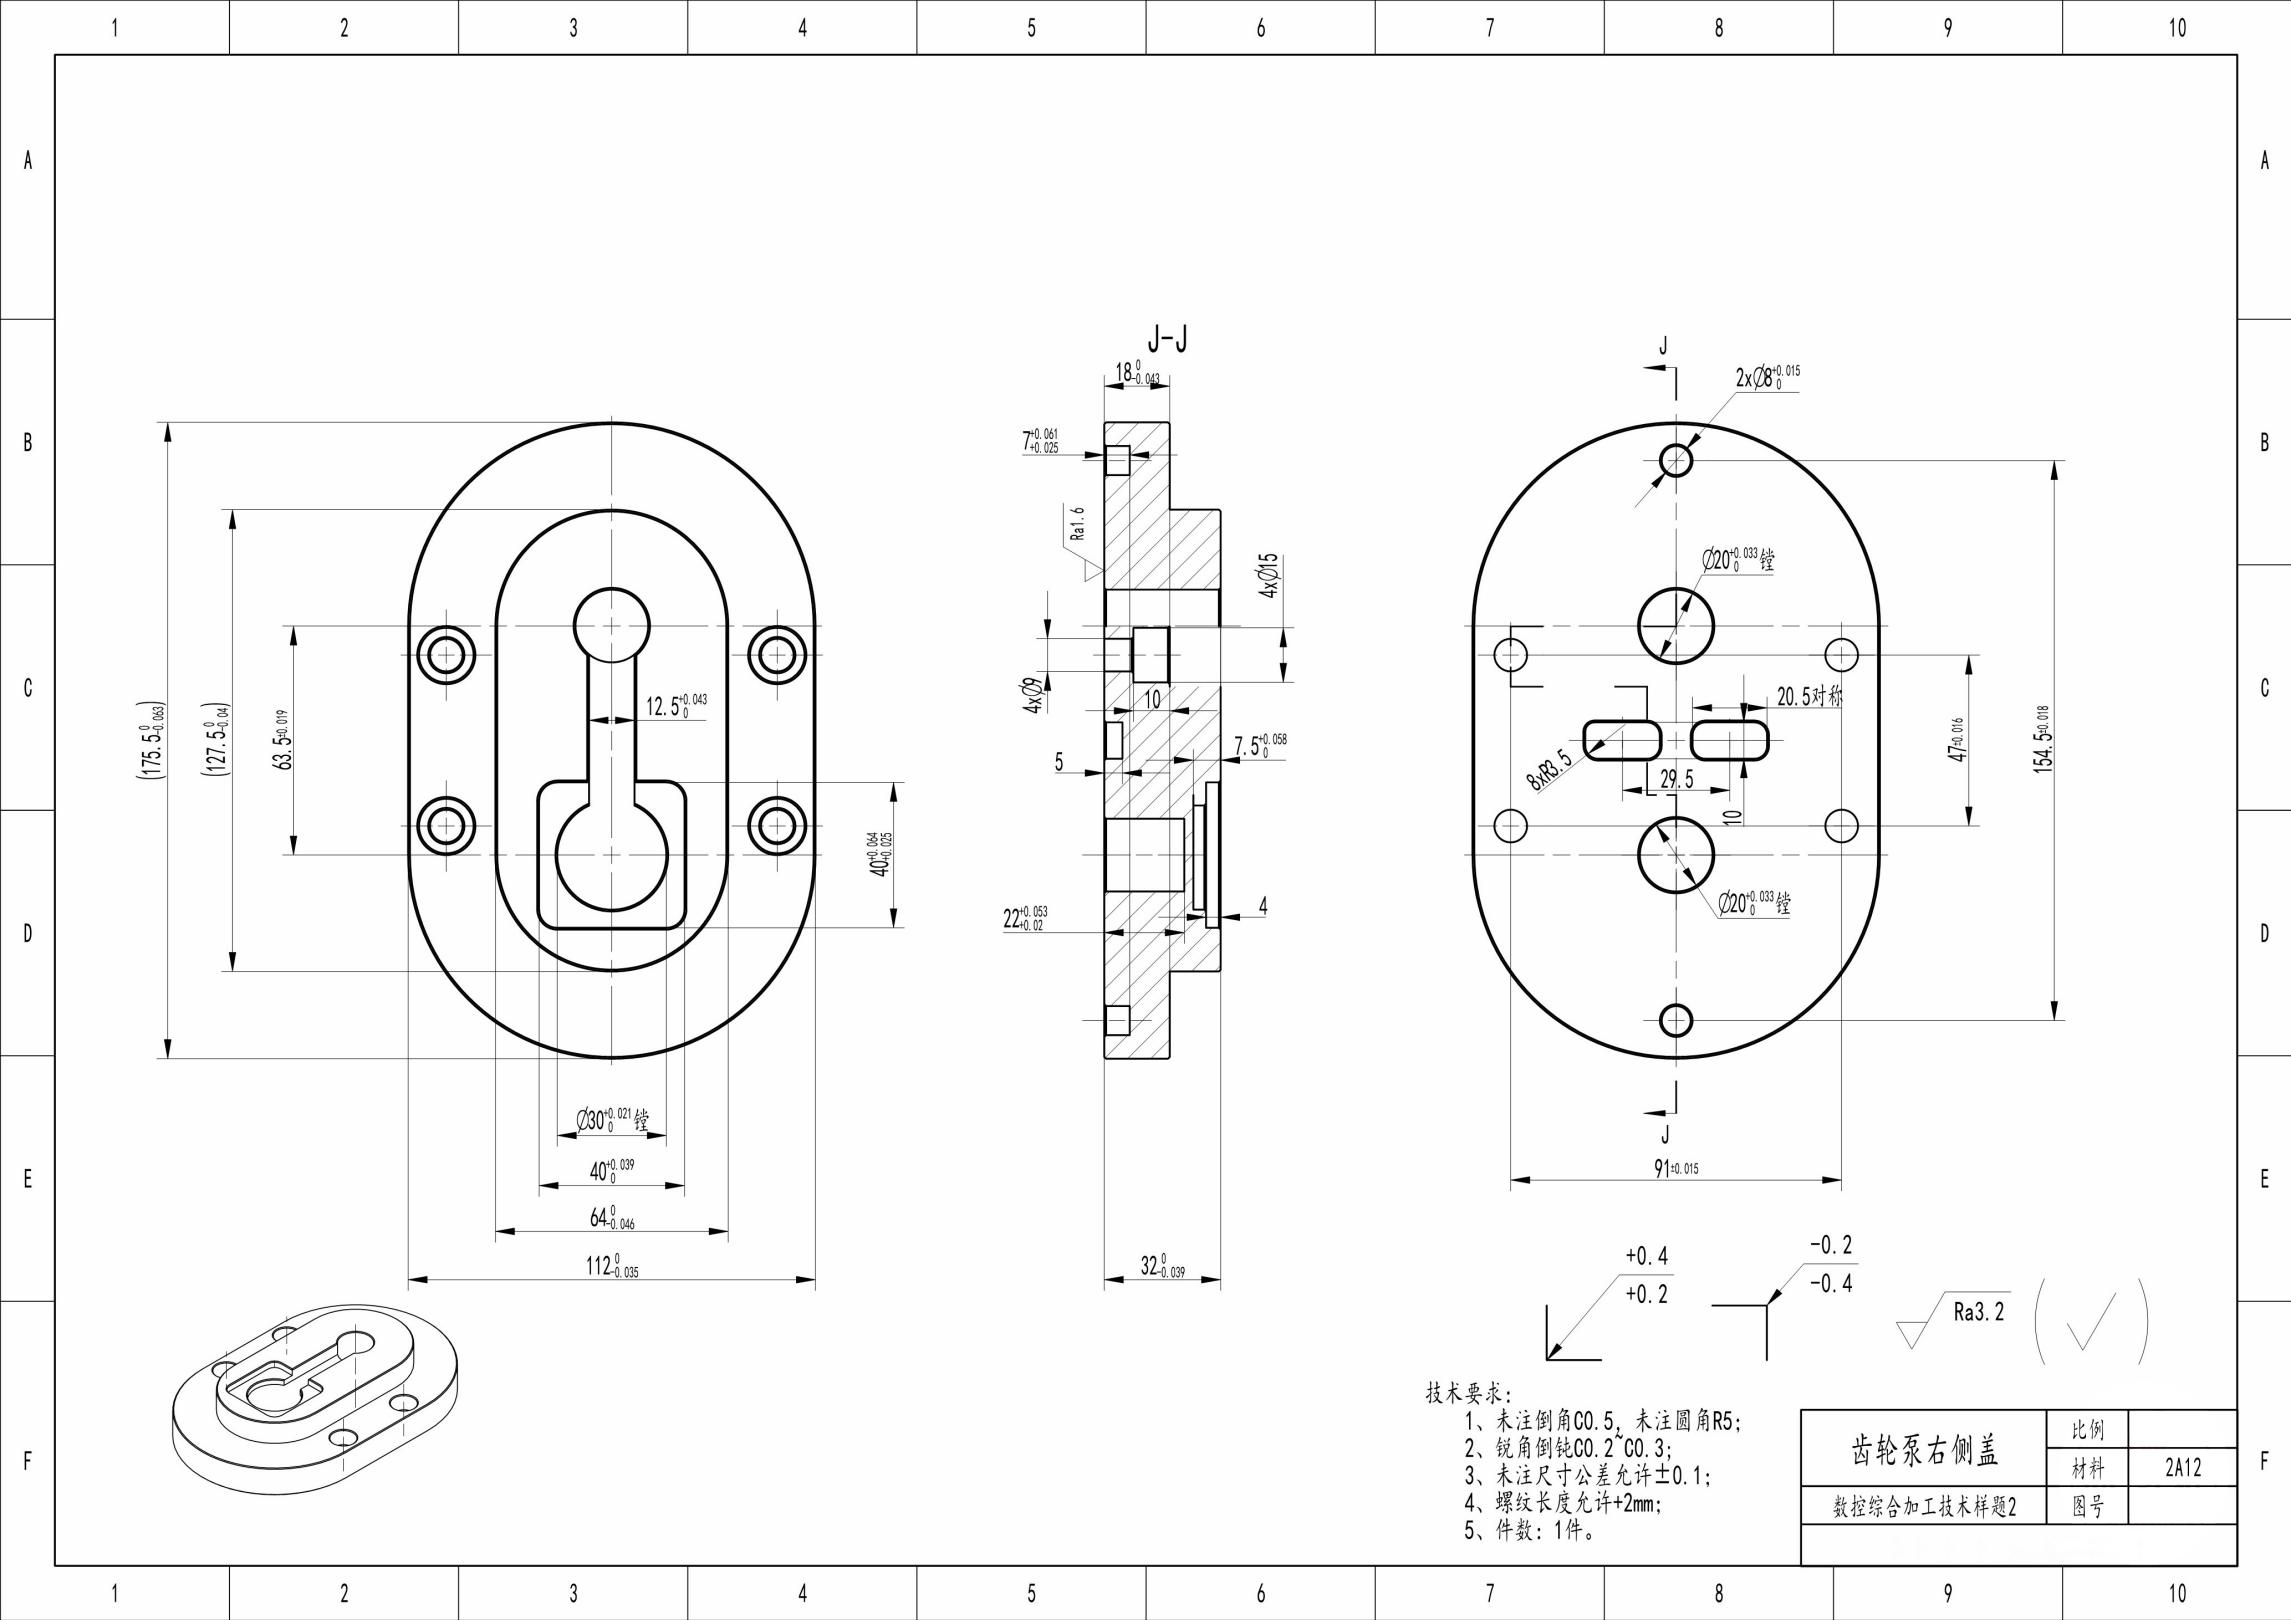 1 2 3 4 5 6 7 8 9 10
A A
J-J
J
18 0 -0.043
2xØ8 +0.015 0
B B
7 +0.061 +0.025
Ra1.6
Ø20 +0.033 0 镗
4xØ15
C C
4xØ9
10
12.5 +0.043 0
20.5对称
(175.5 0 -0.063)
(127.5 0 -0.04)
63.5±0.019
7.5 +0.058 0
5
8xR3.5
29.5
47±0.016
154.5±0.018
10
40 +0.064 +0.025
Ø20 +0.033 0 镗
22 +0.053 +0.02
4
D D
Ø30 +0.021 0 镗
J
40 +0.039 0
91±0.015
E E
64 0 -0.046
112 0 -0.035
32 0 -0.039
+0.4
+0.2
-0.2
-0.4
Ra3.2
技术要求:
1、未注倒角C0.5, 未注圆角R5;
2、锐角倒钝C0.2~C0.3;
3、未注尺寸公差允许±0.1;
4、螺纹长度允许+2mm;
5、件数: 1件。
F F
齿轮泵右侧盖 比例
材料 2A12
数控综合加工技术样题2 图号
1 2 3 4 5 6 7 8 9 10